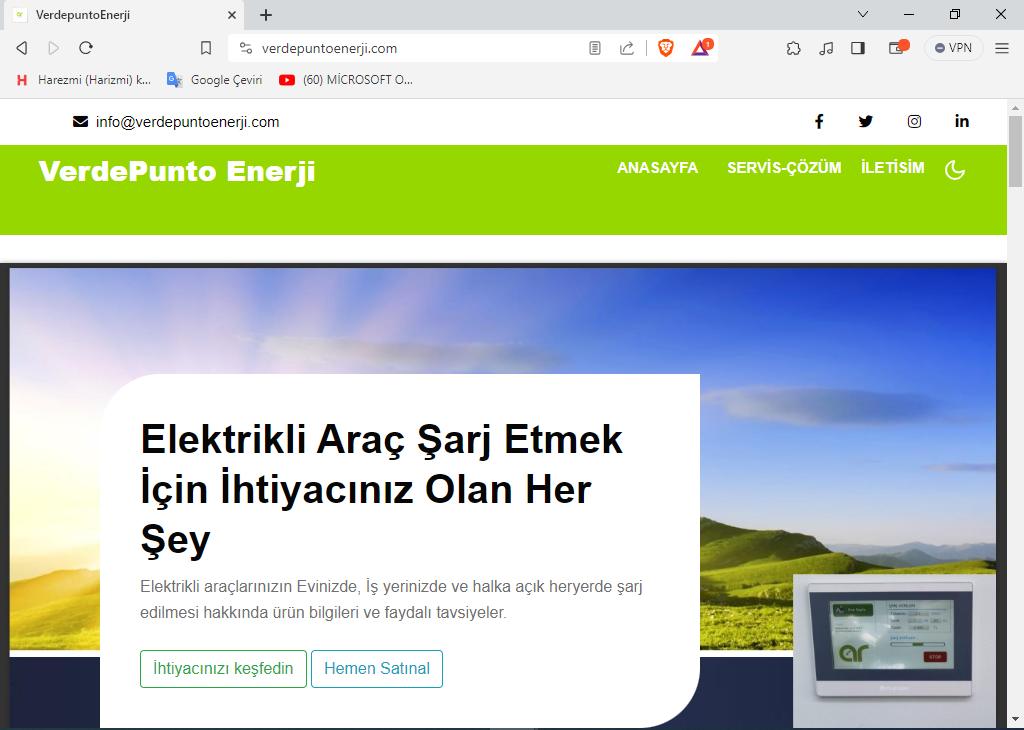 VerdepuntoEnerji
verdepuntoenerji.com
1
VPN
Harezmi (Harizmi) k...
Google Çeviri
(60) MİCROSOFT O...
info@verdepuntoenerji.com
VerdePunto Enerji
ANASAYFA
SERVİS-ÇÖZÜM
İLETİSİM
Elektrikli Araç Şarj Etmek
İçin İhtiyacınız Olan Her
Şey
Elektrikli araçlarınızın Evinizde, İş yerinizde ve halka açık heryerde şarj
edilmesi hakkında ürün bilgileri ve faydalı tavsiyeler.
İhtiyacınızı keşfedin
Hemen Satınal
ar
STOP